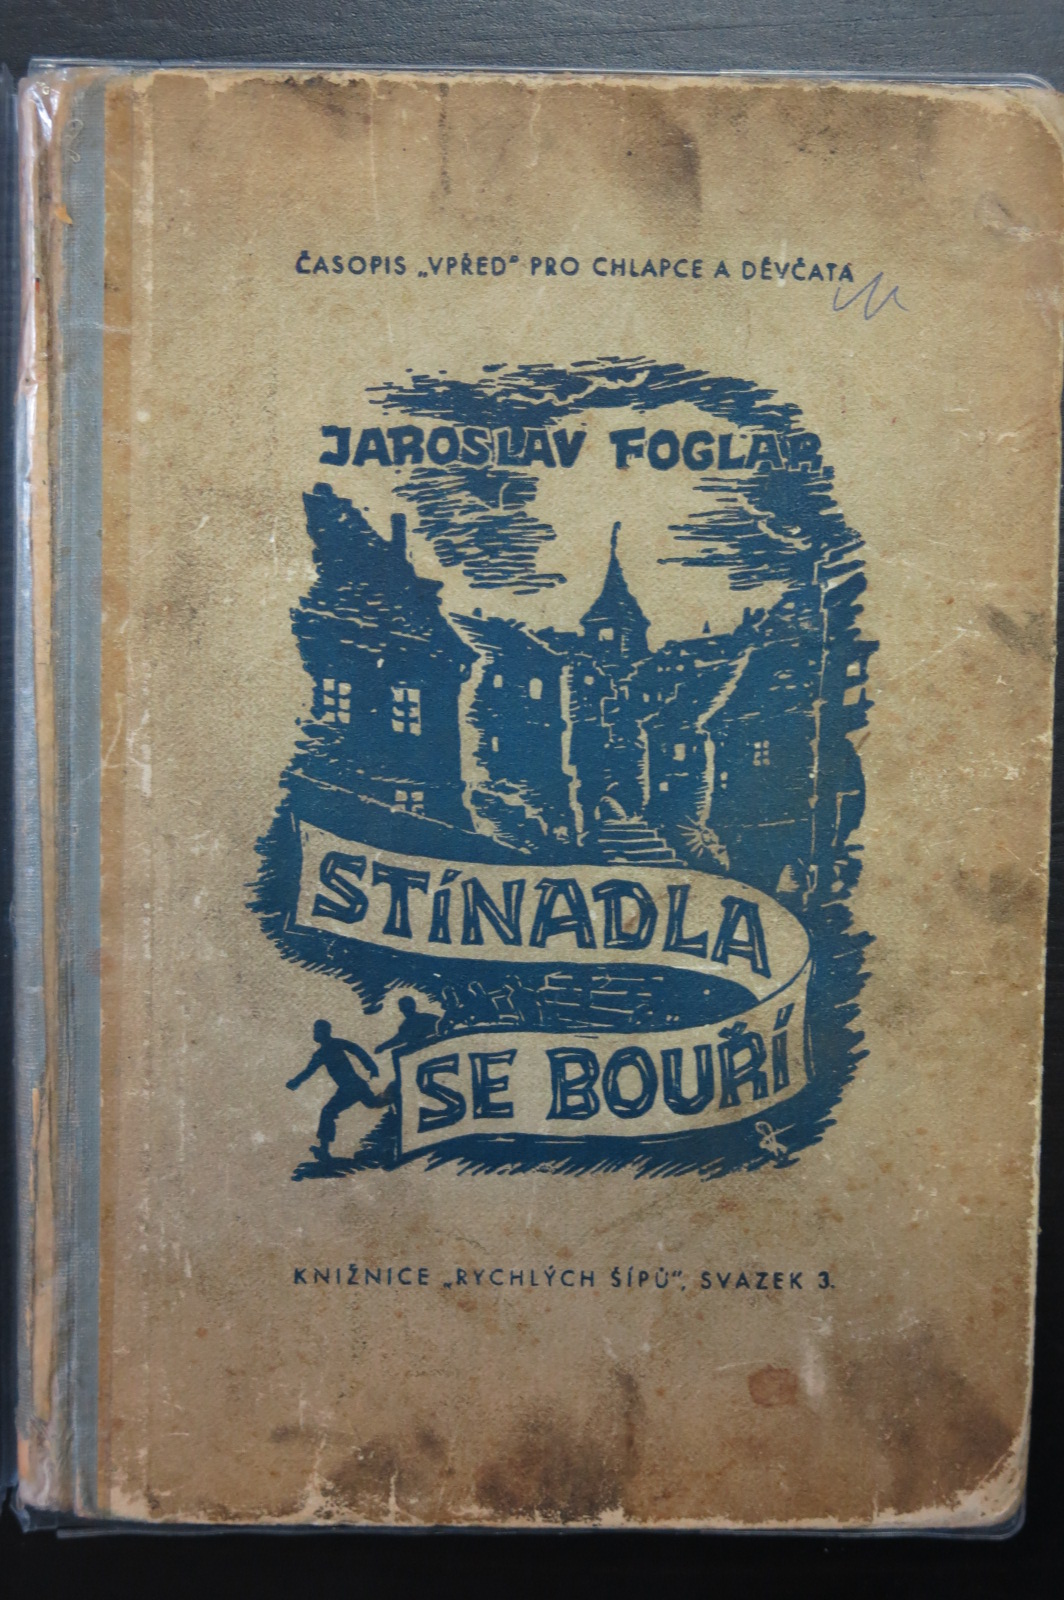 ČASOPIS „VPŘED" PRO CHLAPCE A DĚVČATA
JAROSLAV FOGLAR
STÍNADLA
SE BOUŘÍ
KNIŽNICE „RYCHLÝCH ŠÍPŮ", SVAZEK 3.